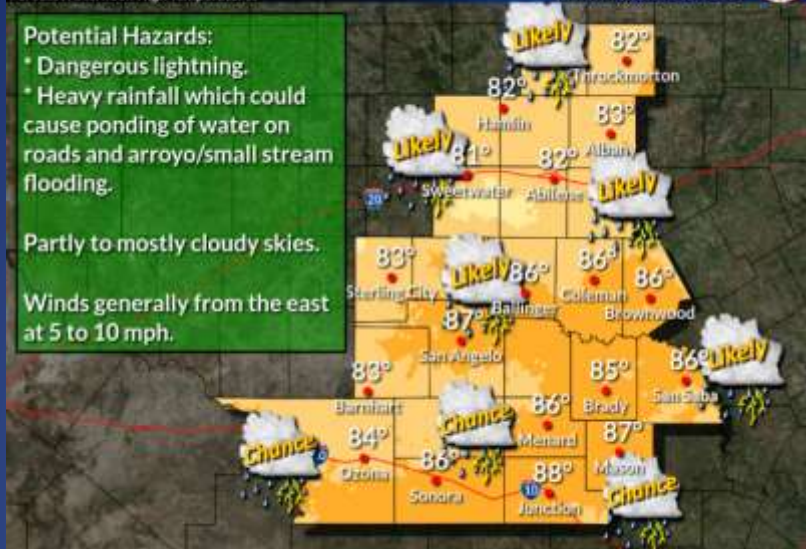 Potential Hazards:
* Dangerous lightning.
* Heavy rainfall which could
cause ponding of water on
roads and arroyo/small stream
flooding.
Partly to mostly cloudy skies.
Winds generally from the east
at 5 to 10 mph.
Likely
82°
Throckmorton
82°
Hamlin
83°
Albany
Likely
81°
Sweetwater
82°
Abilene
Likely
20
83°
Sterling City
Likely
86°
Ballinger
86°
Coleman
86°
Brownwood
87°
San Angelo
83°
Barnhart
85°
Brady
86°
San Saba
Likely
Chance
84°
Ozona
Chance
86°
Menard
87°
Mason
86°
Sonora
10
88°
Junction
Chance